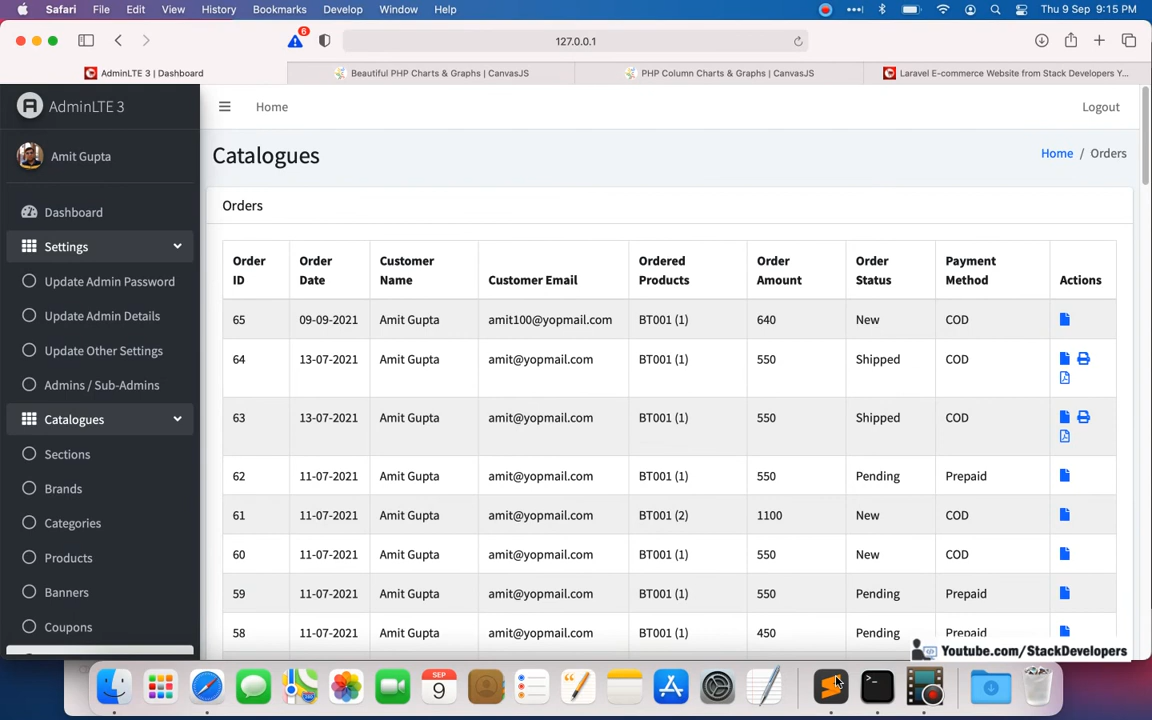 Safari File Edit View History Bookmarks Develop Window Help Thu 9 Sep 9:15 PM
6
127.0.0.1
AdminLTE 3 | Dashboard Beautiful PHP Charts & Graphs | CanvasJS PHP Column Charts & Graphs | CanvasJS Laravel E-commerce Website from Stack Developers Y...
AdminLTE 3 Home Logout
Amit Gupta
Catalogues
Home / Orders
Dashboard
Settings
Update Admin Password
Update Admin Details
Update Other Settings
Admins / Sub-Admins
Catalogues
Sections
Brands
Categories
Products
Banners
Coupons
Orders
Order ID Order Date Customer Name Customer Email Ordered Products Order Amount Order Status Payment Method Actions
65 09-09-2021 Amit Gupta amit100@yopmail.com BT001 (1) 640 New COD
64 13-07-2021 Amit Gupta amit@yopmail.com BT001 (1) 550 Shipped COD
63 13-07-2021 Amit Gupta amit@yopmail.com BT001 (1) 550 Shipped COD
62 11-07-2021 Amit Gupta amit@yopmail.com BT001 (1) 550 Pending Prepaid
61 11-07-2021 Amit Gupta amit@yopmail.com BT001 (2) 1100 New COD
60 11-07-2021 Amit Gupta amit@yopmail.com BT001 (1) 550 New COD
59 11-07-2021 Amit Gupta amit@yopmail.com BT001 (1) 550 Pending Prepaid
58 11-07-2021 Amit Gupta amit@yopmail.com BT001 (1) 450 Pending Prepaid
Youtube.com/StackDevelopers
SEP
9